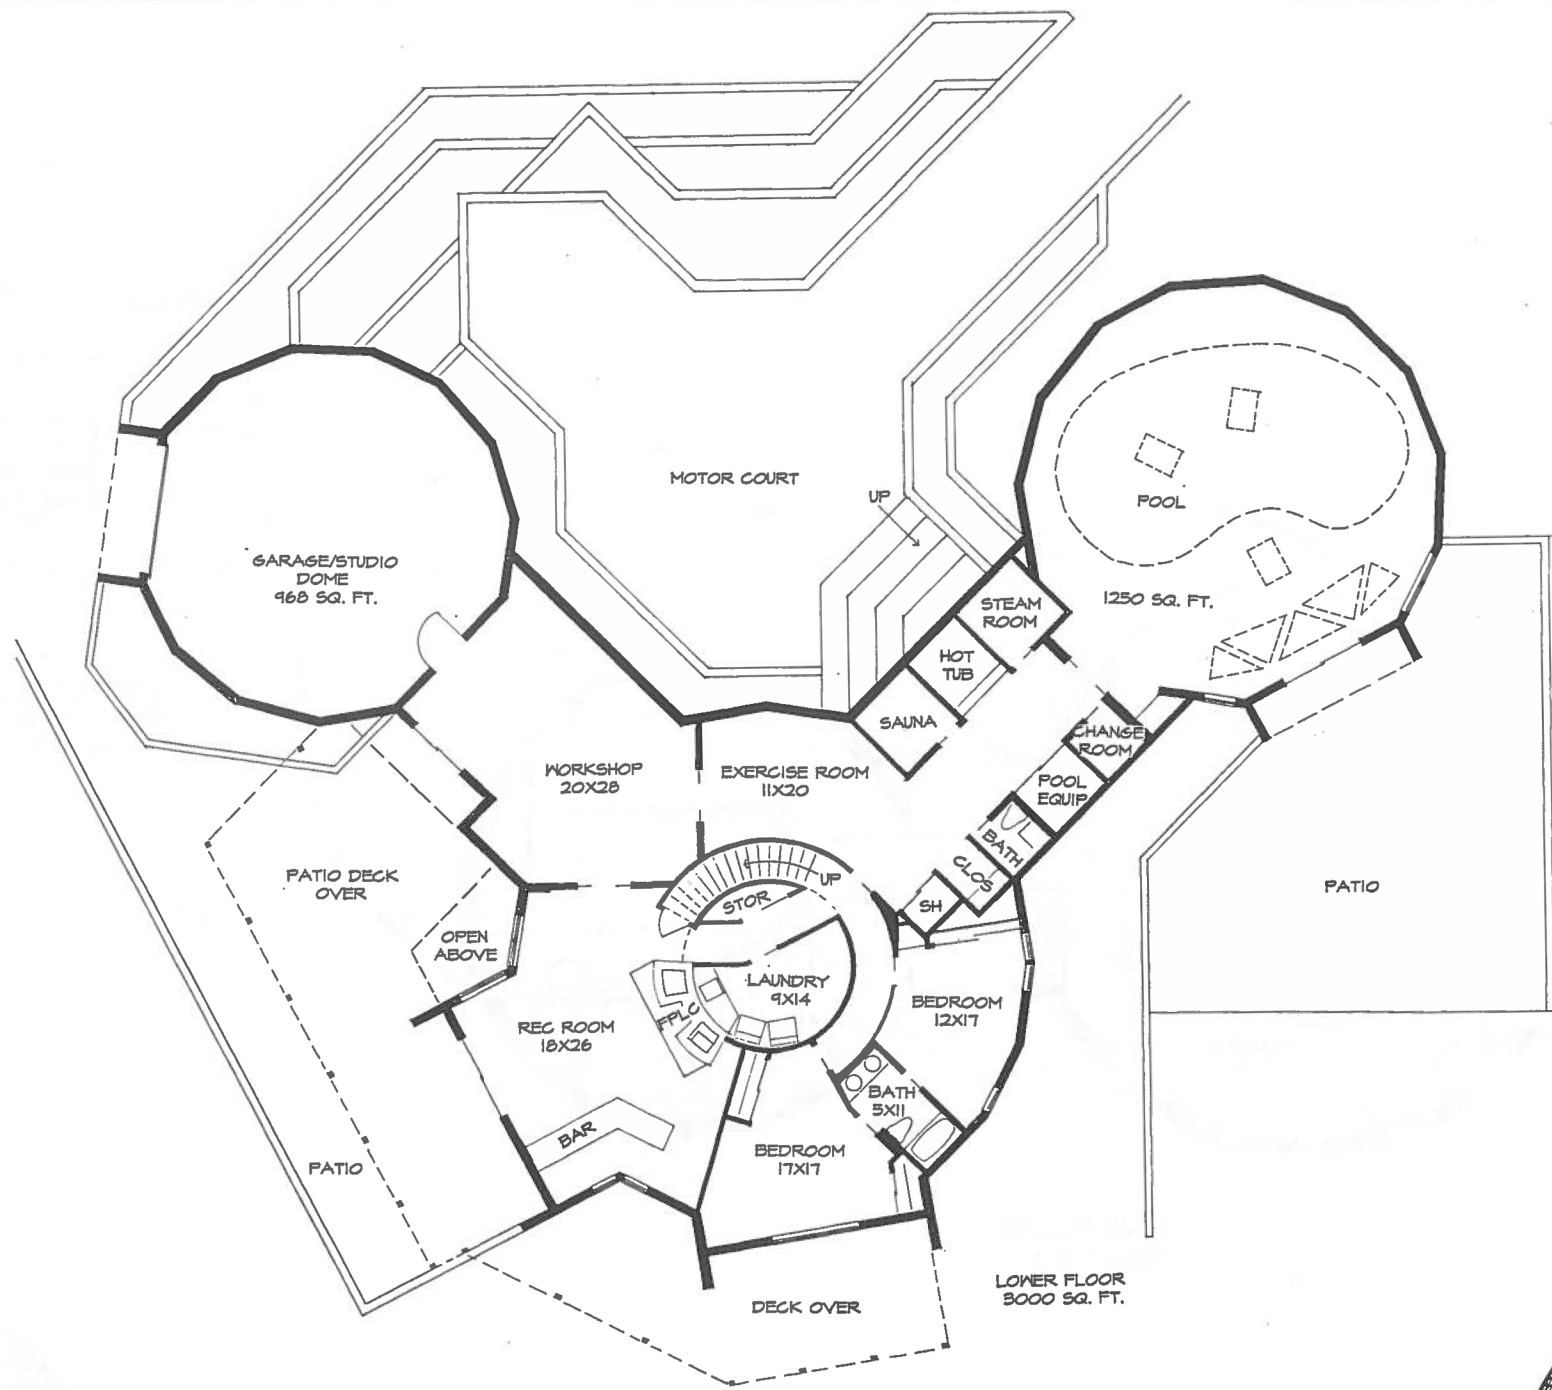 MOTOR COURT
UP
POOL
GARAGE/STUDIO
DOME
968 SQ. FT.
STEAM
ROOM
1250 SQ. FT.
HOT
TUB
SAUNA
CHANGE
ROOM
WORKSHOP
20X28
EXERCISE ROOM
11X20
POOL
EQUIP
BATH
CLOS
PATIO DECK
OVER
UP
STOR
SH
PATIO
OPEN
ABOVE
LAUNDRY
9X14
BEDROOM
12X17
FPLC
REC ROOM
18X26
BATH
5X11
BAR
BEDROOM
17X17
PATIO
LOWER FLOOR
3000 SQ. FT.
DECK OVER